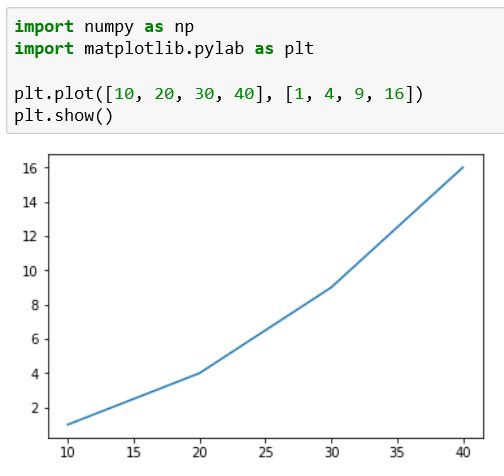 import numpy as np
import matplotlib.pylab as plt
plt.plot([10, 20, 30, 40], [1, 4, 9, 16])
plt.show()
16
14
12
10
8
6
4
2
10 15 20 25 30 35 40